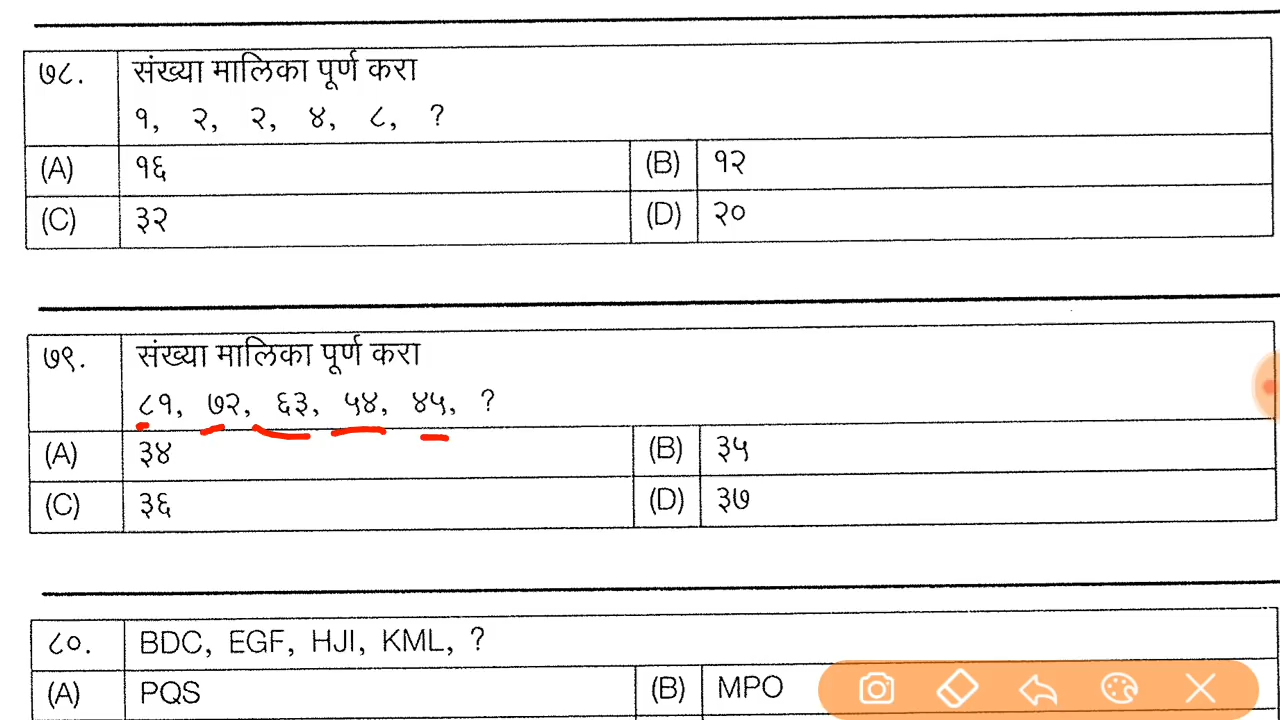 ७८. संख्या मालिका पूर्ण करा
१, २, २, ४, ८, ?
(A) १६ (B) १२
(C) ३२ (D) २०
७९. संख्या मालिका पूर्ण करा
८१, ७२, ६३, ५४, ४५, ?
(A) ३४ (B) ३५
(C) ३६ (D) ३७
८०. BDC, EGF, HJI, KML, ?
(A) PQS (B) MPO